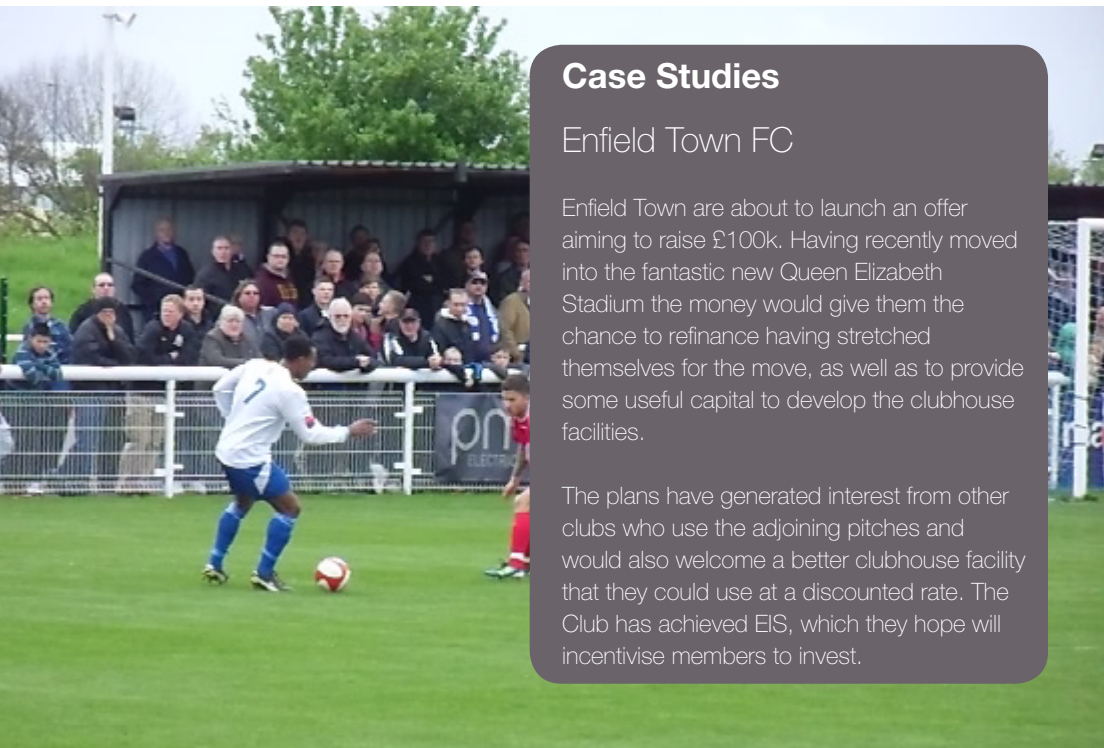 Case Studies
Enfield Town FC
Enfield Town are about to launch an offer
aiming to raise £100k. Having recently moved
into the fantastic new Queen Elizabeth
Stadium the money would give them the
chance to refinance having stretched
themselves for the move, as well as to provide
some useful capital to develop the clubhouse
facilities.
The plans have generated interest from other
clubs who use the adjoining pitches and
would also welcome a better clubhouse facility
that they could use at a discounted rate. The
Club has achieved EIS, which they hope will
incentivise members to invest.
7